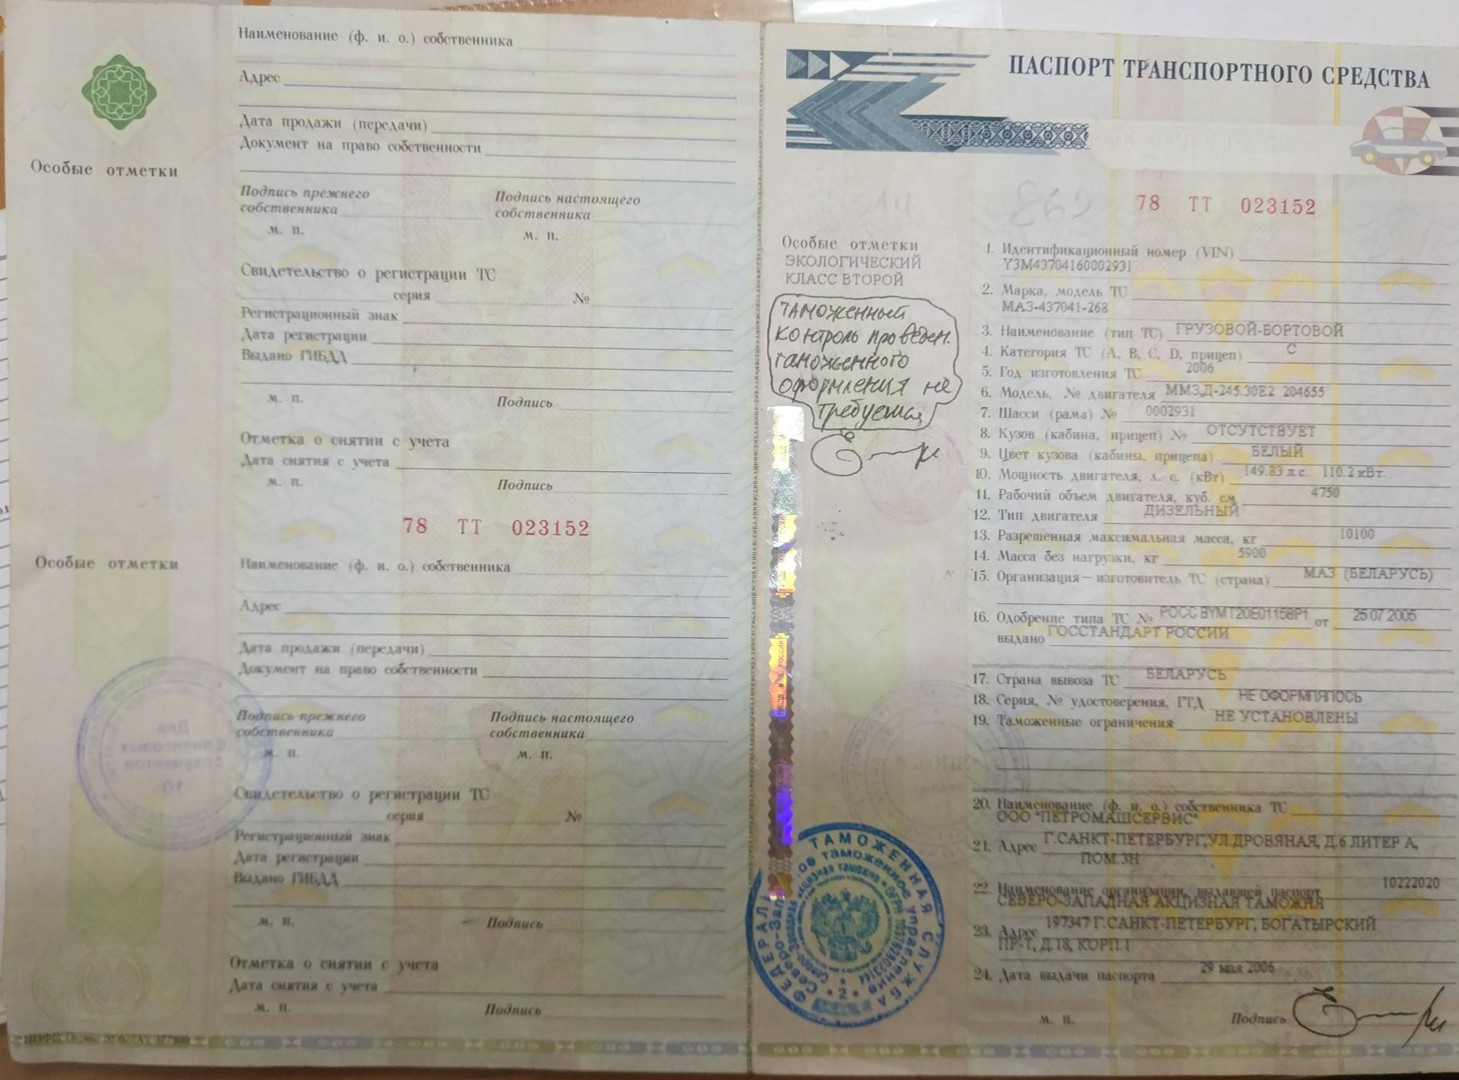 Особые отметки
Наименование (ф. и. о.) собственника
Адрес
Дата продажи (передачи)
Документ на право собственности
Подпись прежнего собственника
Подпись настоящего собственника
м. п.
м. п.
Свидетельство о регистрации ТС
серия №
Регистрационный знак
Дата регистрации
Выдано ГИБДД
м. п. Подпись
Отметка о снятии с учета
Дата снятия с учета
м. п. Подпись
78 ТТ 023152
Особые отметки
Наименование (ф. и. о.) собственника
Адрес
Дата продажи (передачи)
Документ на право собственности
Подпись прежнего собственника
Подпись настоящего собственника
м. п.
м. п.
Свидетельство о регистрации ТС
серия №
Регистрационный знак
Дата регистрации
Выдано ГИБДД
м. п. Подпись
Отметка о снятии с учета
Дата снятия с учета
м. п. Подпись
ПАСПОРТ ТРАНСПОРТНОГО СРЕДСТВА
78 ТТ 023152
Особые отметки
ЭКОЛОГИЧЕСКИЙ
КЛАСС ВТОРОЙ
Таможенный
контроль проведен.
таможенного
оформления не
требуется
1. Идентификационный номер (VIN)
Y3M43704160002931
2. Марка, модель ТС
МАЗ-437041-268
3. Наименование (тип ТС) ГРУЗОВОЙ-БОРТОВОЙ
4. Категория ТС (A, B, C, D, прицеп) C
5. Год изготовления ТС 2006
6. Модель, № двигателя ММЗ,Д-245.30Е2 204655
7. Шасси (рама) № 0002931
8. Кузов (кабина, прицеп) № ОТСУТСТВУЕТ
9. Цвет кузова (кабины, прицепа) БЕЛЫЙ
10. Мощность двигателя, л. с. (кВт) 149.83 л.с. 110.2 кВт.
11. Рабочий объем двигателя, куб. см 4750
12. Тип двигателя ДИЗЕЛЬНЫЙ
13. Разрешенная максимальная масса, кг 10100
14. Масса без нагрузки, кг 5900
15. Организация–изготовитель ТС (страна) МАЗ (БЕЛАРУСЬ)
16. Одобрение типа ТС № РОСС BY.МТ20.Е01158Р1 от 25.07.2005
выдано ГОССТАНДАРТ РОССИИ
17. Страна вывоза ТС БЕЛАРУСЬ
18. Серия, № удостоверения, ГТД НЕ ОФОРМЛЯЛОСЬ
19. Таможенные ограничения НЕ УСТАНОВЛЕНЫ
20. Наименование (ф. и. о.) собственника ТС
ООО "ПЕТРОМАШСЕРВИС"
21. Адрес Г.САНКТ-ПЕТЕРБУРГ,УЛ.ДРОВЯНАЯ, Д.6 ЛИТЕР А,
ПОМ.3Н
22. Наименование организации, выдавшей паспорт 10222020
СЕВЕРО-ЗАПАДНАЯ АКЦИЗНАЯ ТАМОЖНЯ
23. Адрес 197347 Г.САНКТ-ПЕТЕРБУРГ, БОГАТЫРСКИЙ
ПР-Т, Д.18, КОРП.1
24. Дата выдачи паспорта 29 мая 2006
м. п. Подпись